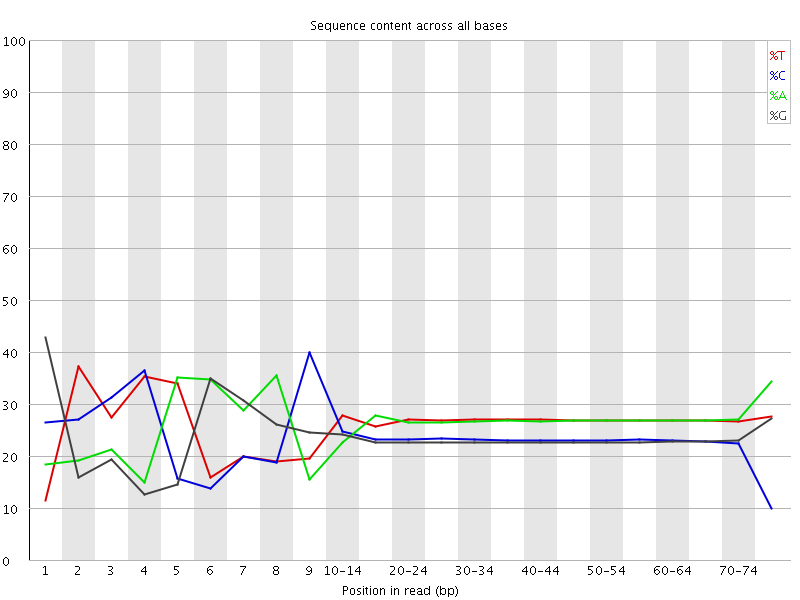 Sequence content across all bases
100
90
80
70
60
50
40
30
20
10
0
%T
%C
%A
%G
1 2 3 4 5 6 7 8 9 10-14 20-24 30-34 40-44 50-54 60-64 70-74
Position in read (bp)